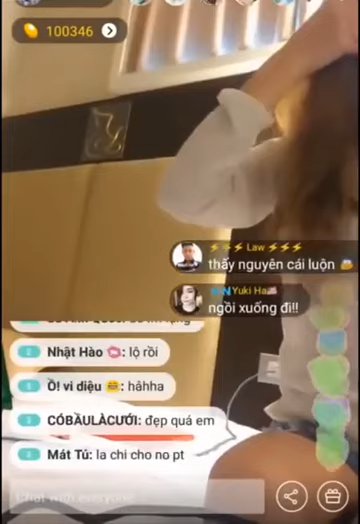 100346
Law
thấy nguyên cái luộn
Yuki Ha
ngồi xuống đi!!
Nhật Hào: lộ rồi
Ờ! vi diệu: hâhha
CÓBẦULÀCƯỚI: đẹp quá em
Mát Tú: la chi cho no pt
Chat with everyone